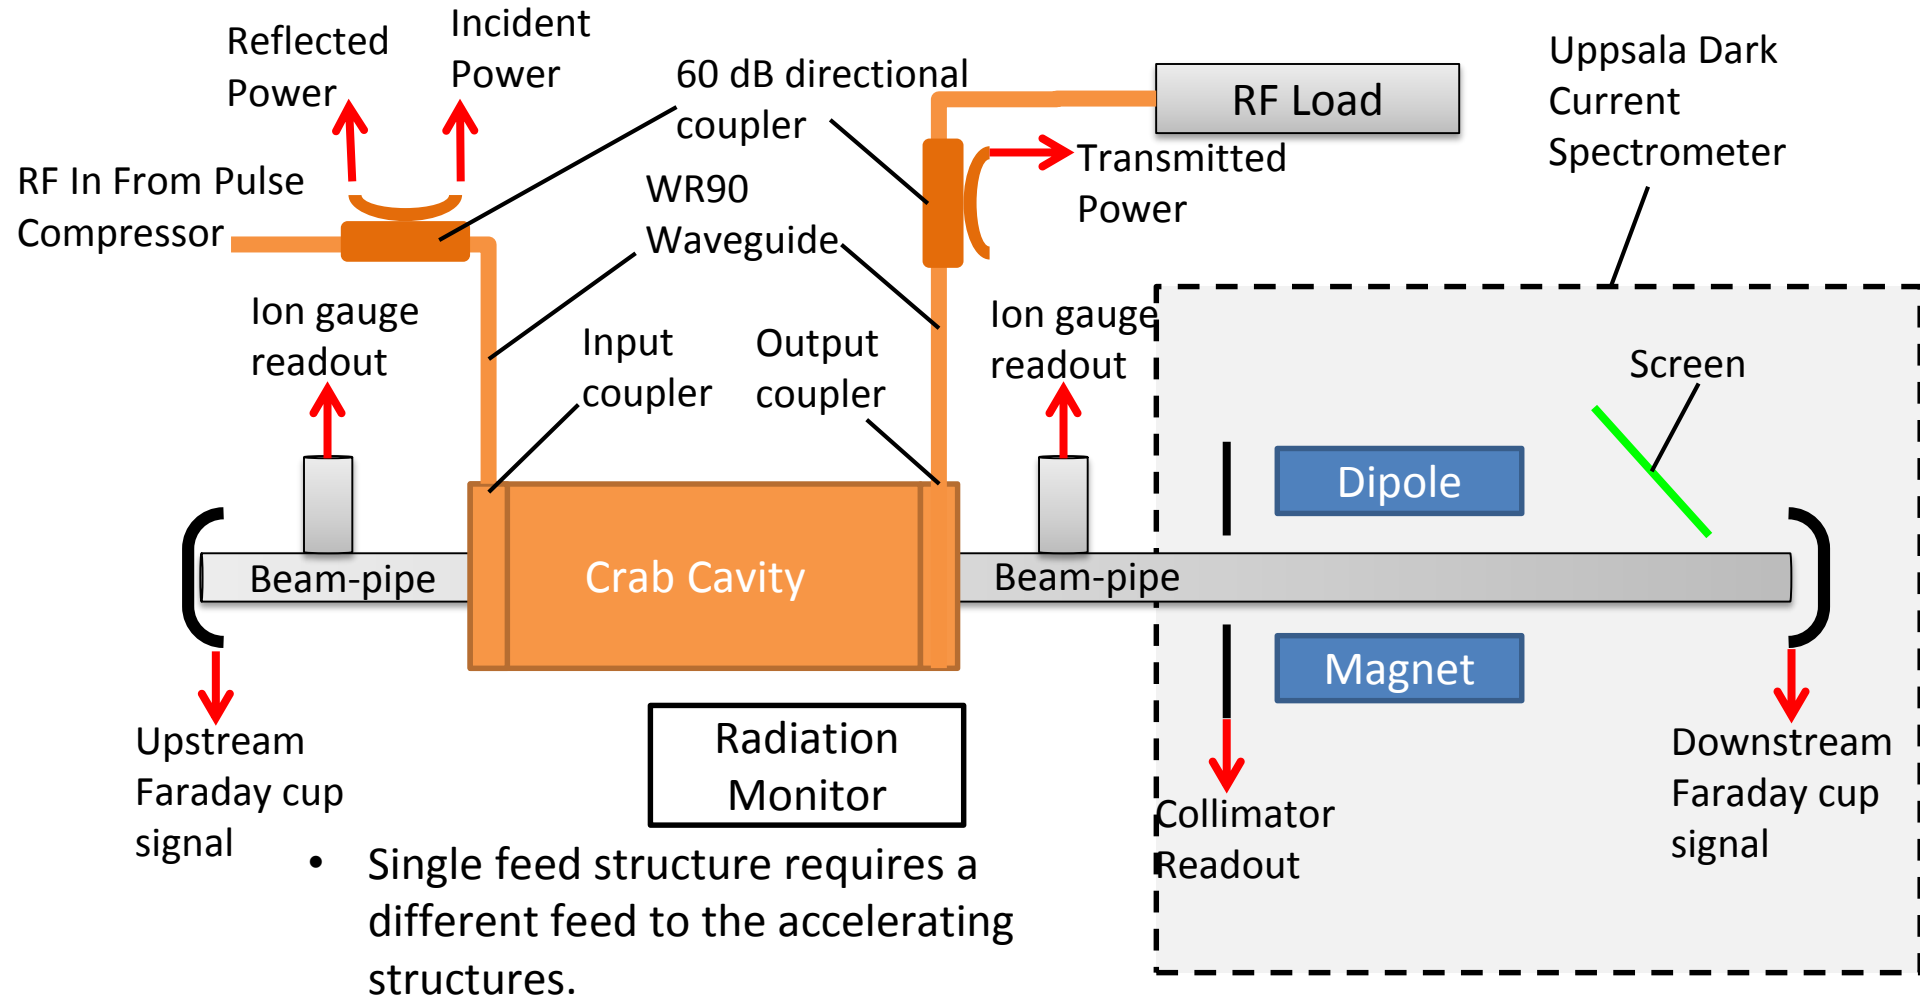 Reflected
Power
Incident
Power
60 dB directional
coupler
RF Load
Uppsala Dark
Current
Spectrometer
RF In From Pulse
Compressor
WR90
Waveguide
Transmitted
Power
Ion gauge
readout
Input
coupler
Output
coupler
Ion gauge
readout
Screen
Dipole
Beam-pipe
Crab Cavity
Beam-pipe
Magnet
Upstream
Faraday cup
signal
Radiation
Monitor
Collimator
Readout
Downstream
Faraday cup
signal
• Single feed structure requires a
different feed to the accelerating
structures.